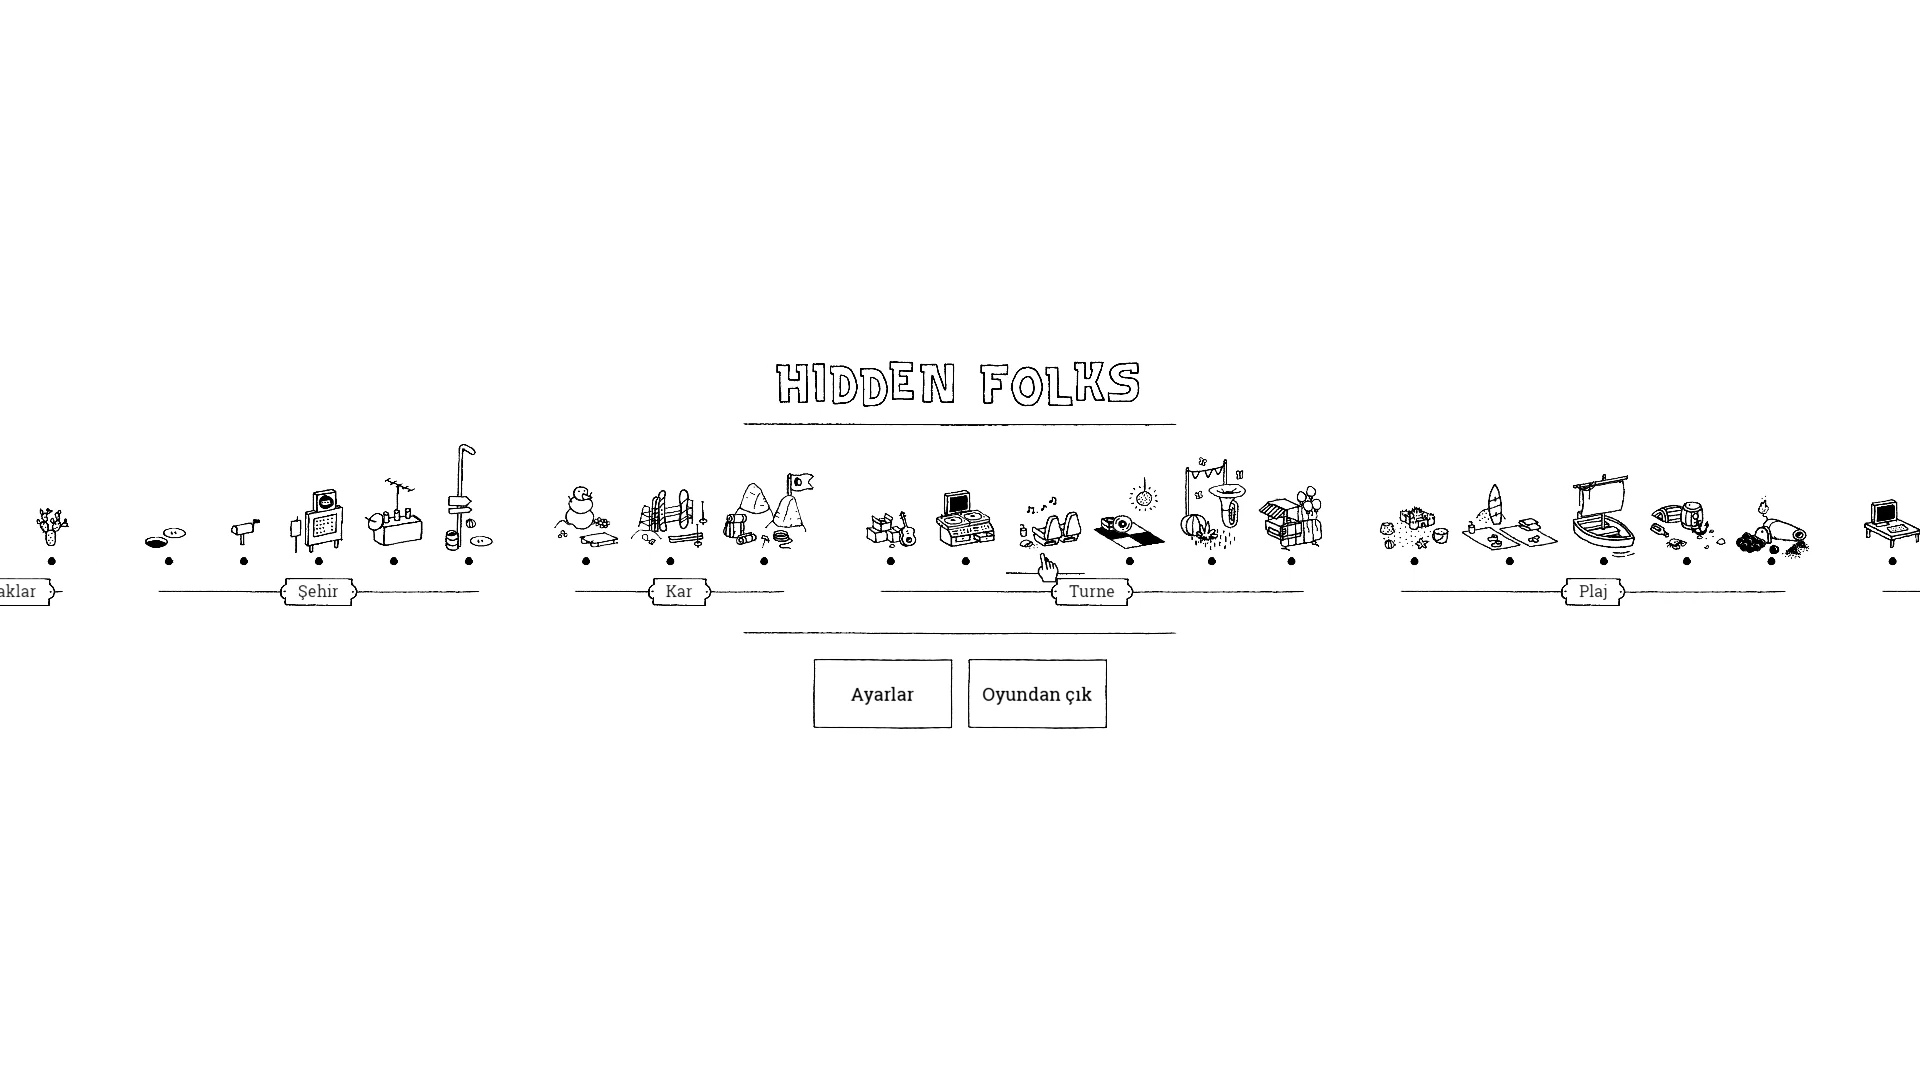 HIDDEN FOLKS
aklar
Şehir
Kar
Turne
Plaj
Ayarlar
Oyundan çık